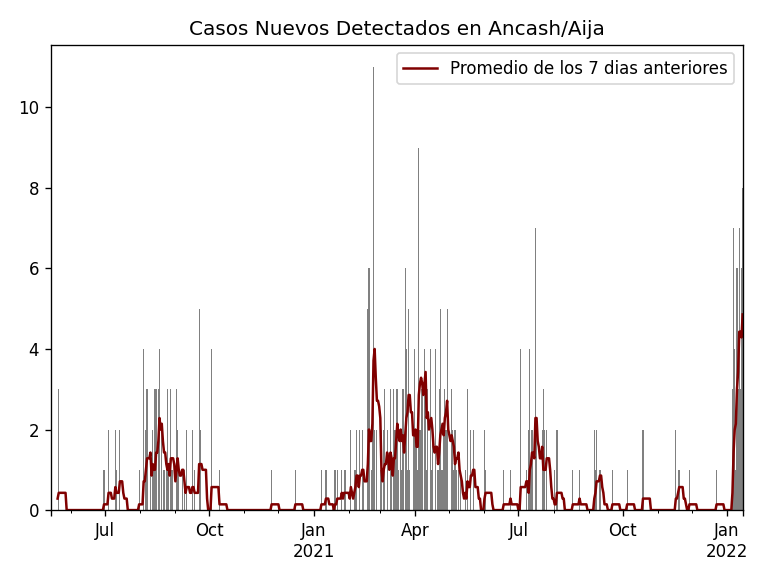 Casos Nuevos Detectados en Ancash/Aija
Promedio de los 7 dias anteriores
10
8
6
4
2
0
Jul
Oct
Jan
2021
Apr
Jul
Oct
Jan
2022